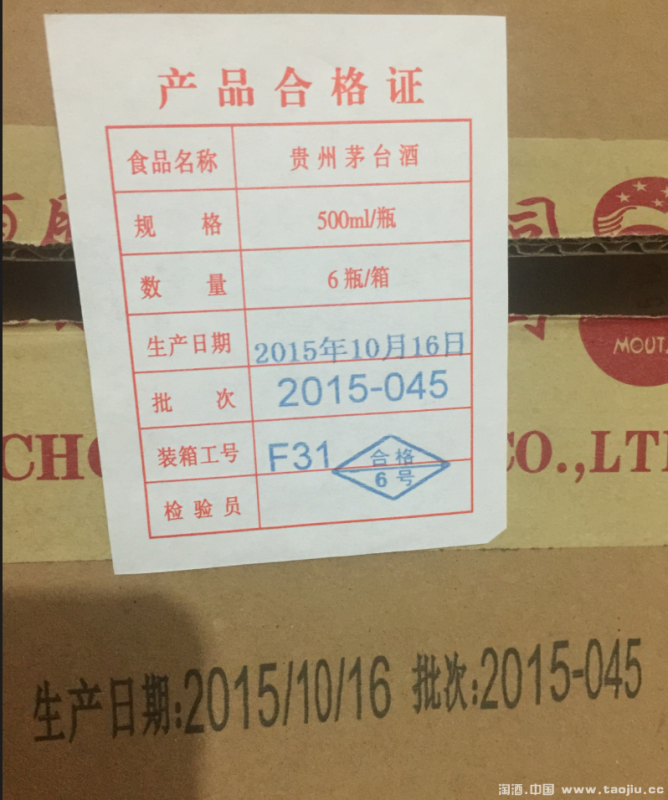 产品合格证
食品名称 贵州茅台酒
规 格 500ml/瓶
数 量 6瓶/箱
生产日期 2015年10月16日
批 次 2015-045
装箱工号 F31
合格
6号
检验员
MOUT
CO.,LT
生产日期:2015/10/16 批次:2015-045
淘酒.中国 www.taojiu.cc